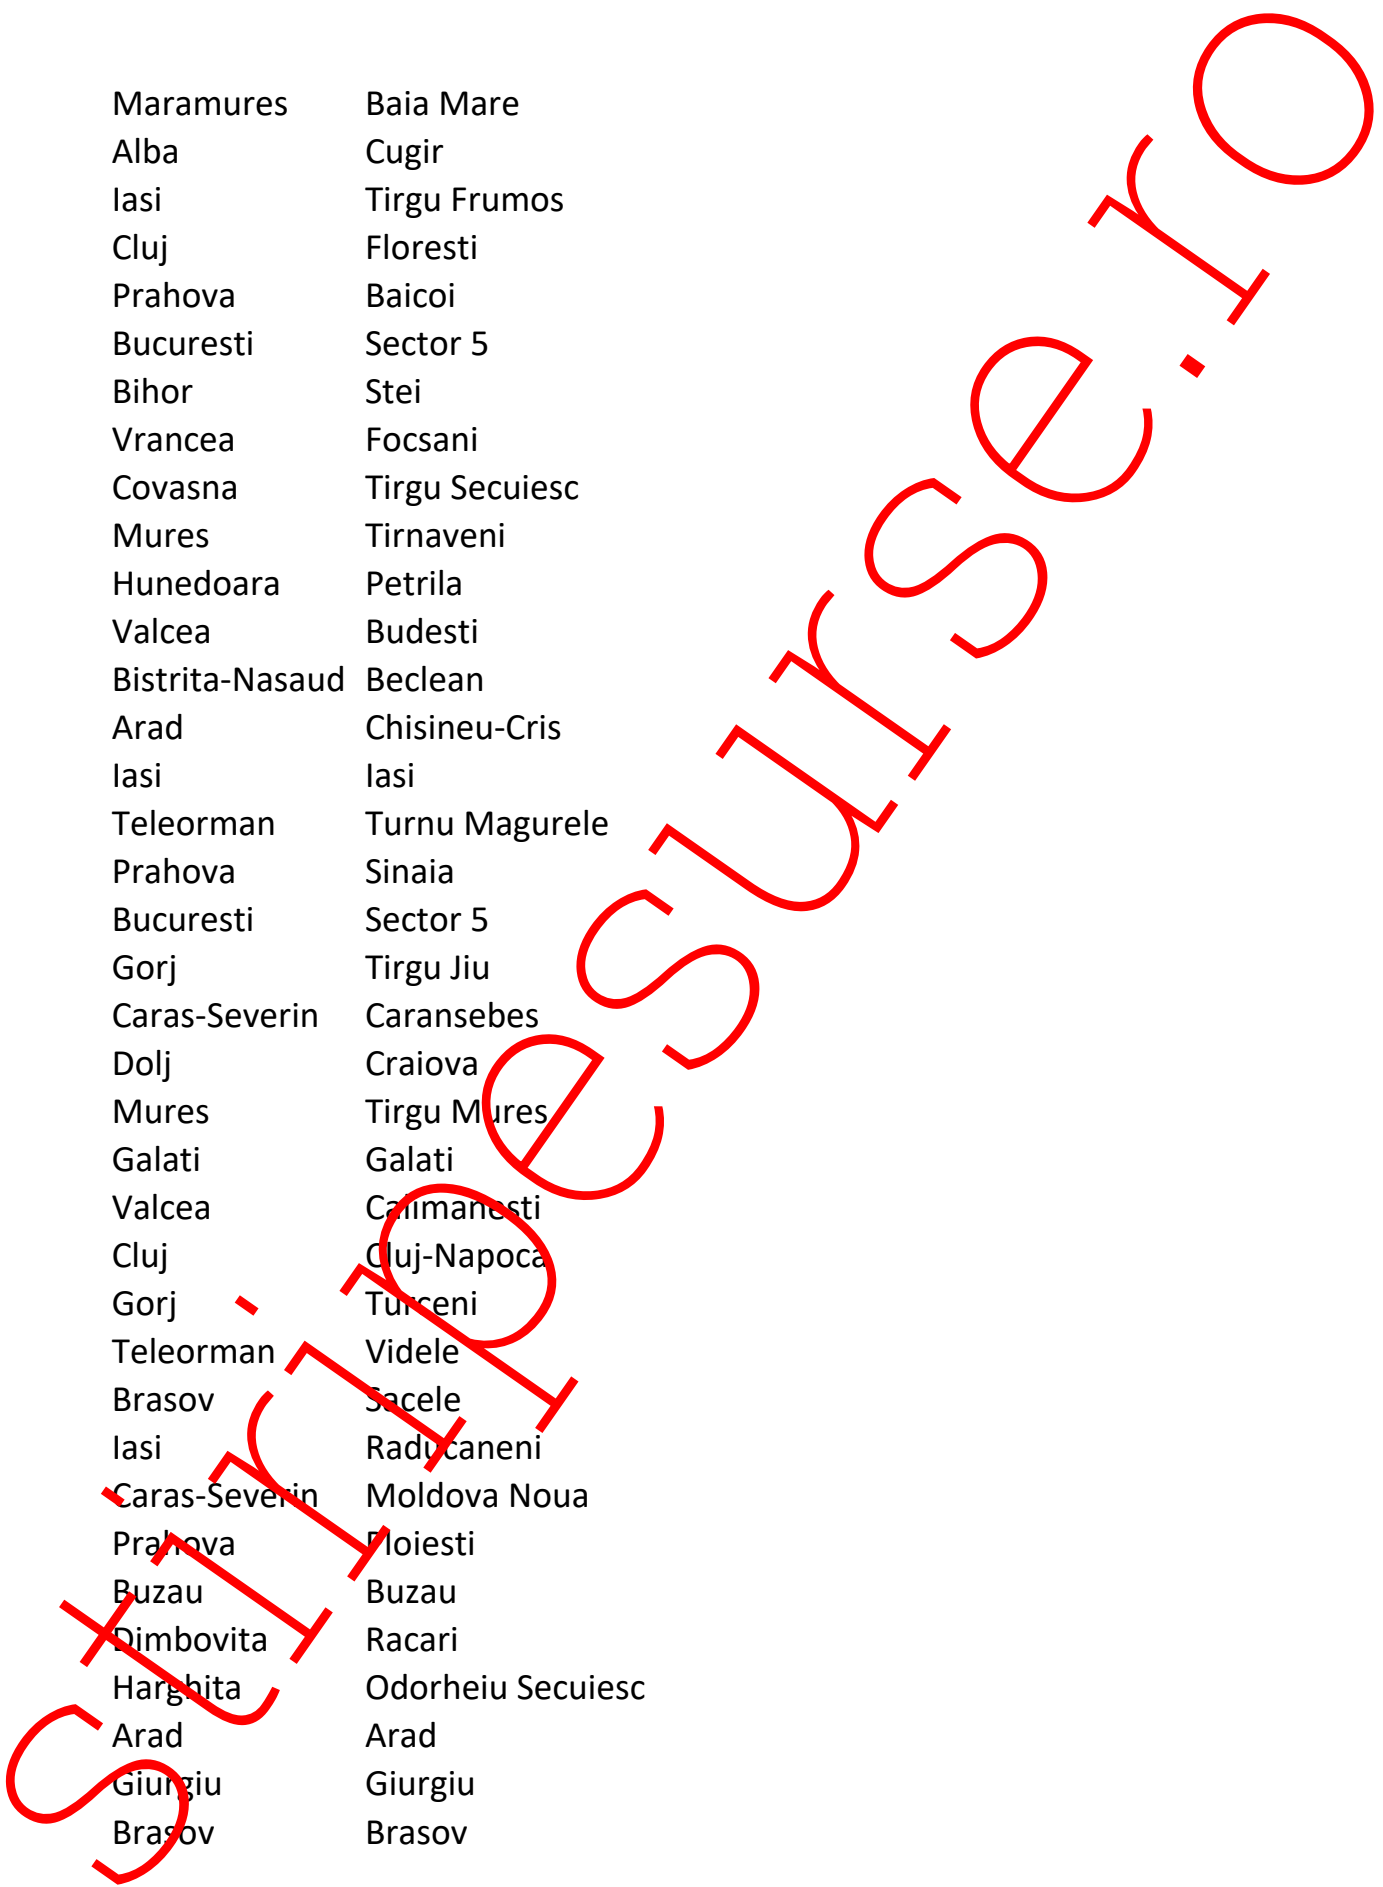 Maramures Baia Mare
Alba Cugir
Iasi Tirgu Frumos
Cluj Floresti
Prahova Baicoi
Bucuresti Sector 5
Bihor Stei
Vrancea Focsani
Covasna Tirgu Secuiesc
Mures Tirnaveni
Hunedoara Petrila
Valcea Budesti
Bistrita-Nasaud Beclean
Arad Chisineu-Cris
Iasi Iasi
Teleorman Turnu Magurele
Prahova Sinaia
Bucuresti Sector 5
Gorj Tirgu Jiu
Caras-Severin Caransebes
Dolj Craiova
Mures Tirgu Mures
Galati Galati
Valcea Calimanesti
Cluj Cluj-Napoca
Gorj Turceni
Teleorman Videle
Brasov Sacele
Iasi Raducaneni
Caras-Severin Moldova Noua
Prahova Ploiesti
Buzau Buzau
Dimbovita Racari
Harghita Odorheiu Secuiesc
Arad Arad
Giurgiu Giurgiu
Brasov Brasov
stiripesurse.ro